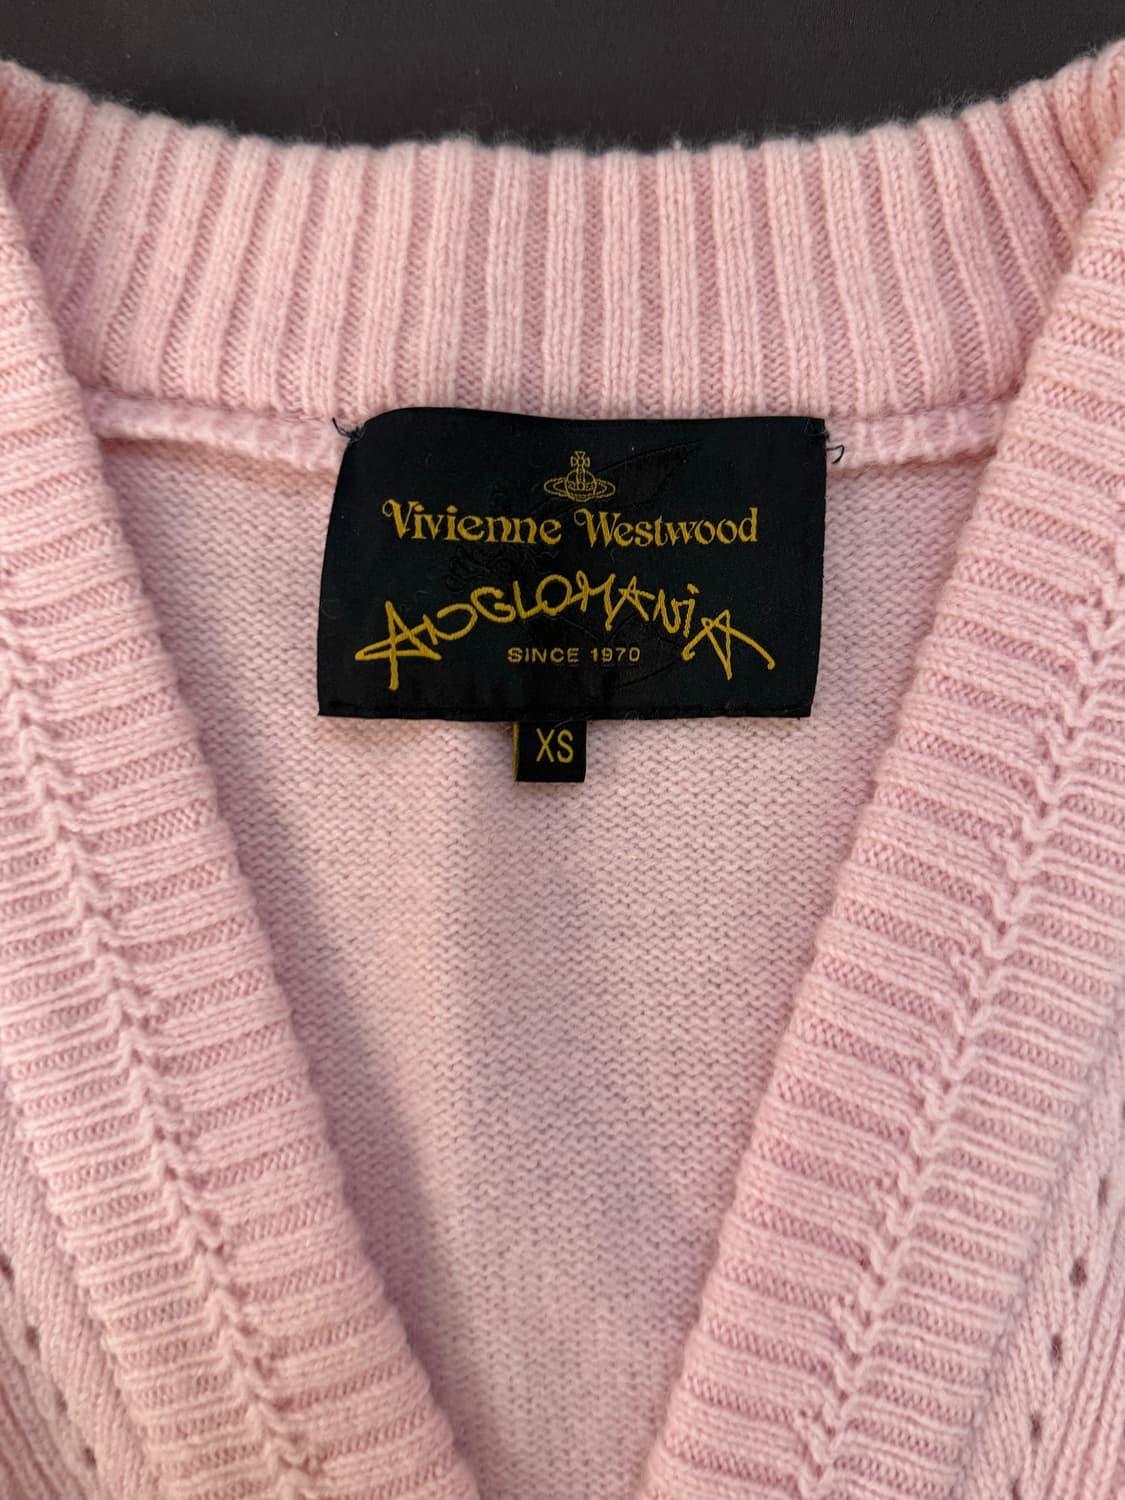 Vivienne Westwood
ANGLOMANIA
SINCE 1970
XS